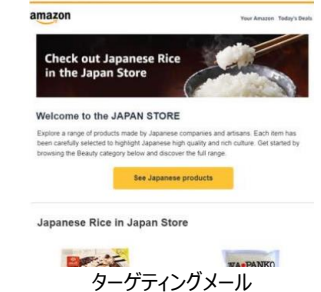 amazon
Your Amazon Today's Deals
Check out Japanese Rice
in the Japan Store
Welcome to the JAPAN STORE
Explore a range of products made by Japanese companies and artisans. Each item has
been carefully selected to highlight Japanese high quality and rich culture. Get started by
browsing the Beauty category below and discover the full range.
See Japanese products
Japanese Rice in Japan Store
PANKO
ターゲティングメール